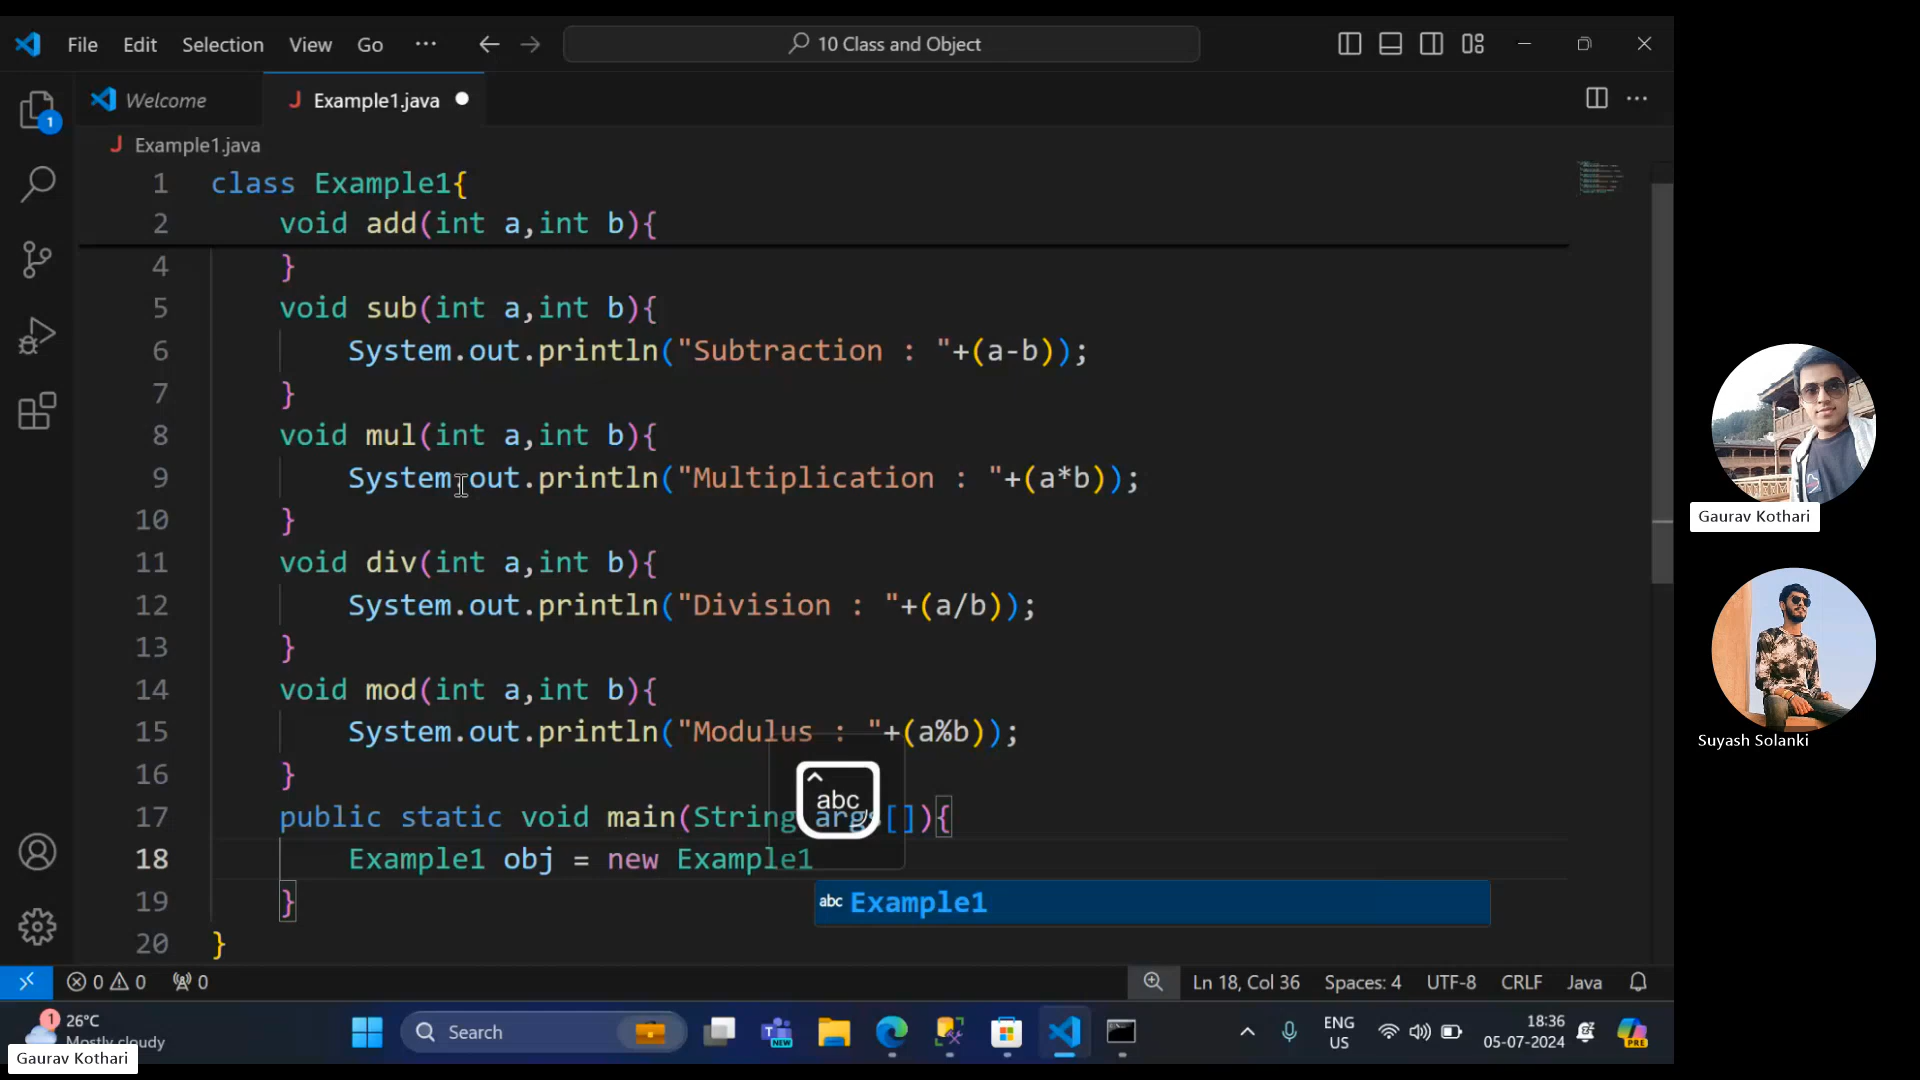 File Edit Selection View Go ··· 10 Class and Object
Welcome Example1.java
Example1.java
1 class Example1{
2 void add(int a,int b){
4 }
5 void sub(int a,int b){
6 System.out.println("Subtraction : "+(a-b));
7 }
8 void mul(int a,int b){
9 System.out.println("Multiplication : "+(a*b));
10 }
11 void div(int a,int b){
12 System.out.println("Division : "+(a/b));
13 }
14 void mod(int a,int b){
15 System.out.println("Modulus : "+(a%b));
16 }
17 public static void main(String args[]){
18 Example1 obj = new Example1
19 }
20 }
abc
abc Example1
1
0 0 0 Ln 18, Col 36 Spaces: 4 UTF-8 CRLF Java
1 26°C
Mostly cloudy
Search
NEW
ENG
US
18:36
05-07-2024
PRE
Gaurav Kothari
Gaurav Kothari
Suyash Solanki